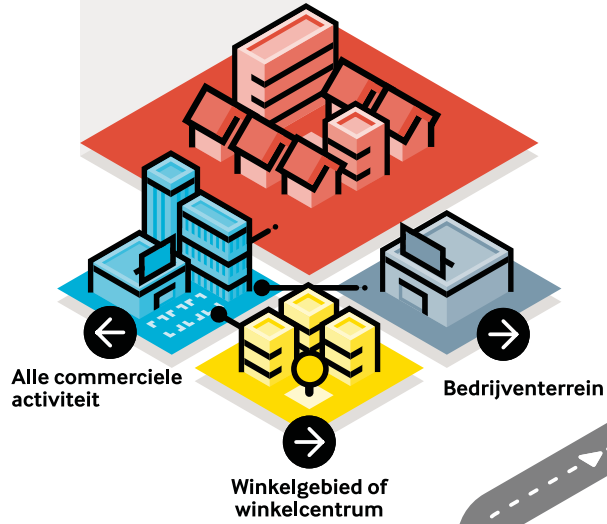 Alle commerciele
activiteit
Bedrijventerrein
Winkelgebied of
winkelcentrum